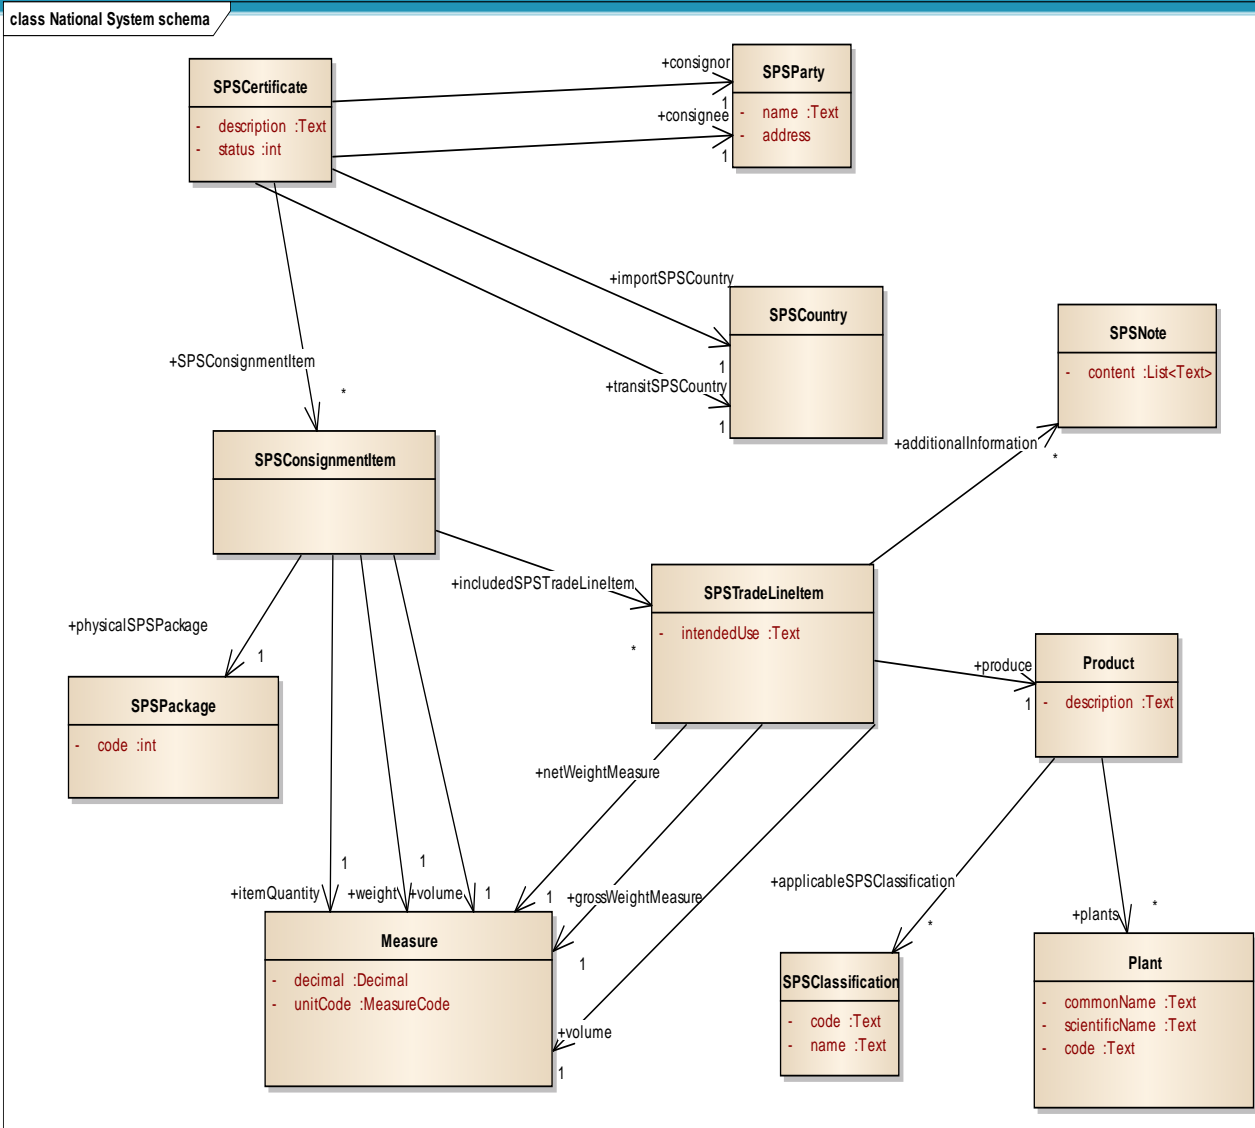 class National System schema
SPSCertificate
- description :Text
- status :int
+consignor
1
+consignee
1
SPSParty
- name :Text
- address
+importSPSCountry
1
+transitSPSCountry
1
SPSCountry
SPSNote
- content :List<Text>
+SPSConsignmentItem
*
+additionalInformation
*
SPSConsignmentItem
+includedSPSTradeLineItem
*
SPSTradeLineItem
- intendedUse :Text
+physicalSPSPackage
1
+produce
1
Product
- description :Text
SPSPackage
- code :int
+netWeightMeasure
1
+itemQuantity
1
+weight
1
+volume
1
+grossWeightMeasure
1
+applicableSPSClassification
*
+plants
*
Measure
- decimal :Decimal
- unitCode :MeasureCode
+volume
1
SPSClassification
- code :Text
- name :Text
Plant
- commonName :Text
- scientificName :Text
- code :Text